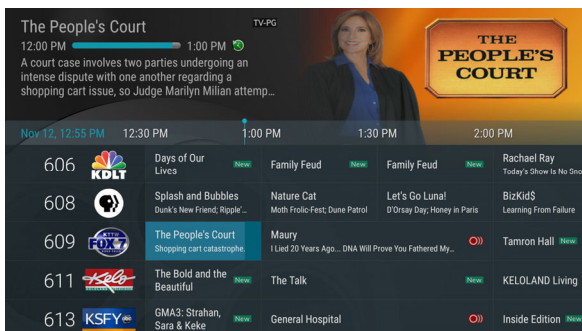 The People's Court
TV-PG
12:00 PM 1:00 PM
A court case involves two parties undergoing an
intense dispute with one another regarding a
shopping cart issue, so Judge Marilyn Milian attemp...
THE
PEOPLE'S
COURT
Nov 12, 12:55 PM 12:30 PM 1:00 PM 1:30 PM 2:00 PM
606 KDLT Days of Our Lives New Family Feud New Family Feud New Rachael Ray
Today's Show Is No Sno
608 Splash and Bubbles Nature Cat Let's Go Luna! BizKid$
Dunk's New Friend; Ripple'... Moth Frolic-Fest; Dune Patrol D'Orsay Day; Honey in Paris Learning From Failure
609 KTTW FOX 7 The People's Court Maury Tamron Hall New
Shopping cart catastrophe. I Lied 20 Years Ago... DNA Will Prove You Fathered My...
611 Kelo The Bold and the Beautiful New The Talk New KELOLAND Living
613 KSFY abc GMA3: Strahan, Sara & Keke New General Hospital Inside Edition New